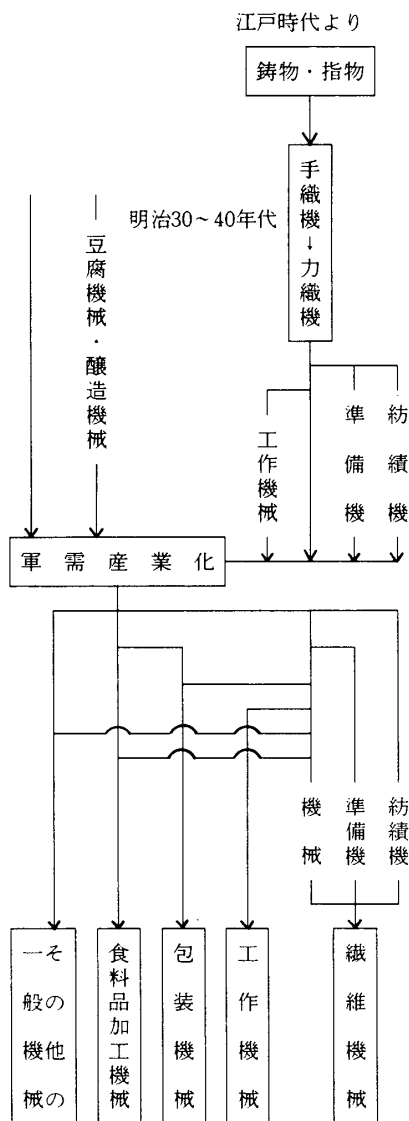 江戸時代より
鋳物・指物
手織機→力織機
明治30〜40年代
豆腐機械・醸造機械
工作機械
準備機
紡績機
軍需産業化
機械
準備機
紡績機
その他の
一般機械
食料品加工機械
包装機械
工作機械
繊維機械